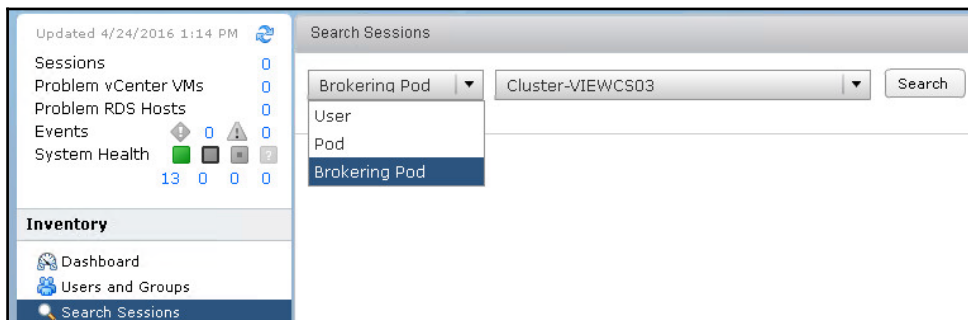 Updated 4/24/2016 1:14 PM
Sessions 0
Problem vCenter VMs 0
Problem RDS Hosts 0
Events 0 0
System Health ?
13 0 0 0
Inventory
Dashboard
Users and Groups
Search Sessions
Search Sessions
Brokering Pod Cluster-VIEWCS03 Search
User
Pod
Brokering Pod